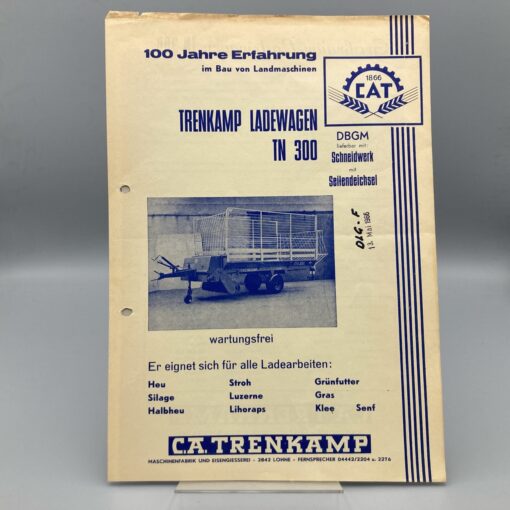 100 Jahre Erfahrung
im Bau von Landmaschinen
1866
CAT
TRENKAMP LADEWAGEN
TN 300
DBGM
lieferbar mit:
Schneidwerk
mit
Seitendeichsel
DLG-F
13. Mai 1966
wartungsfrei
Er eignet sich für alle Ladearbeiten:
Heu Stroh Grünfutter
Silage Luzerne Gras
Halbheu Lihoraps Klee Senf
C.A.TRENKAMP
MASCHINENFABRIK UND EISENGIESSEREI - 2842 LOHNE - FERNSPRECHER 04442/2204 u. 2216